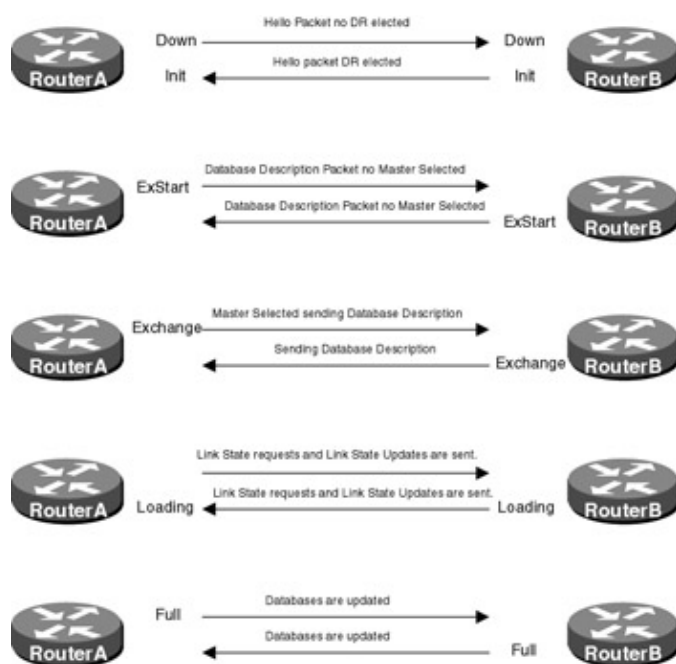 Hello Packet no DR elected
Down Down
Hello packet DR elected
Init Init
RouterA RouterB
Database Description Packet no Master Selected
ExStart
Database Description Packet no Master Selected
ExStart
RouterA RouterB
Master Selected sending Database Description
Exchange
Sending Database Description
Exchange
RouterA RouterB
Link State requests and Link State Updates are sent.
Link State requests and Link State Updates are sent.
Loading Loading
RouterA RouterB
Databases are updated
Full
Databases are updated
Full
RouterA RouterB